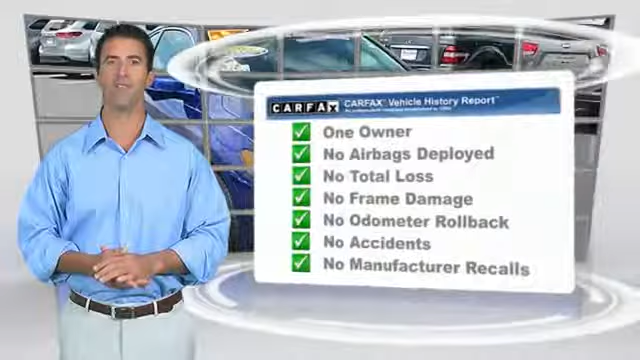 CARFAX CARFAX Vehicle History Report™
One Owner
No Airbags Deployed
No Total Loss
No Frame Damage
No Odometer Rollback
No Accidents
No Manufacturer Recalls